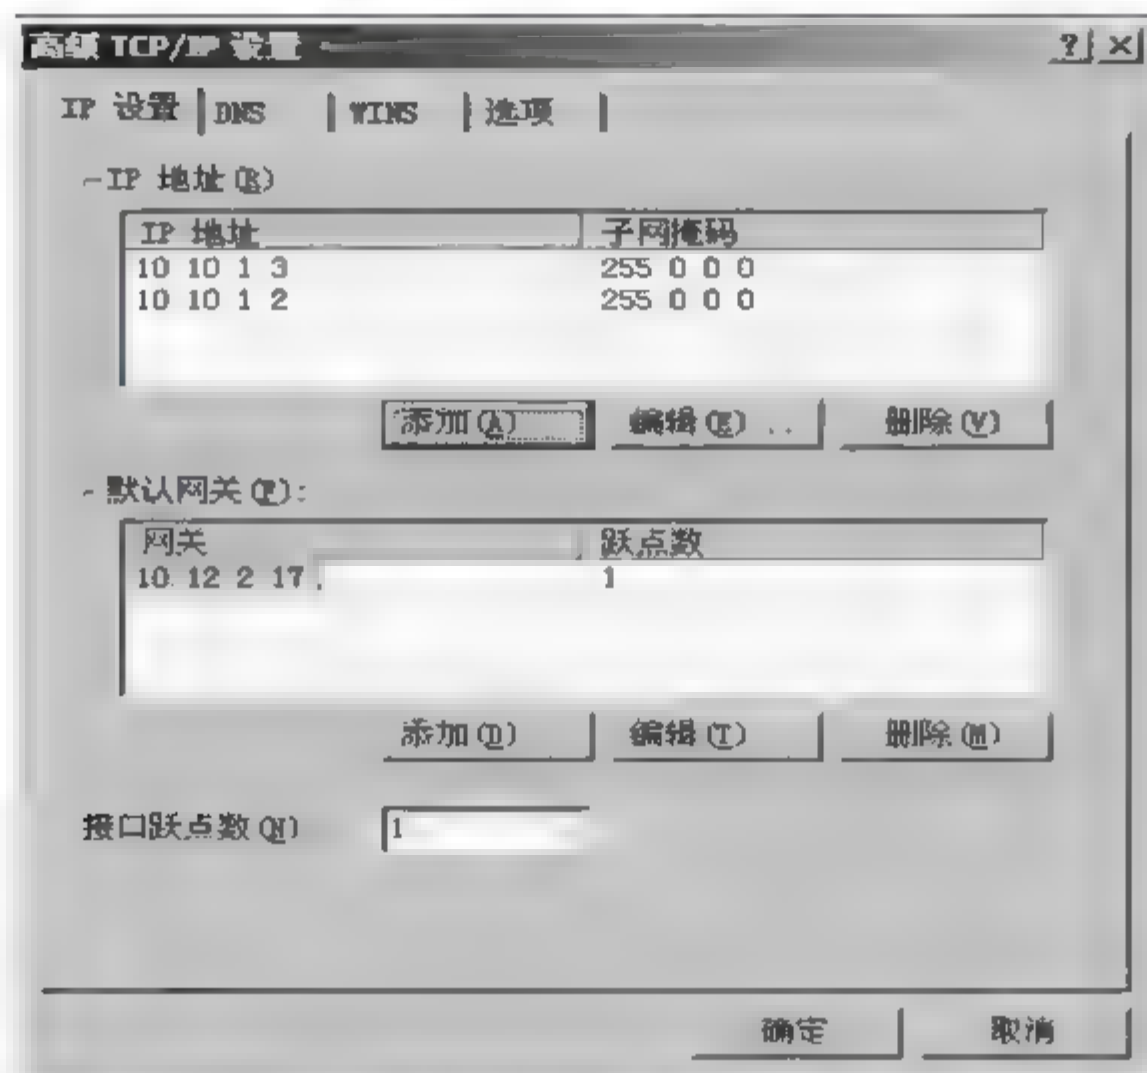 高级 TCP/IP 设置
IP 设置 DNS WINS 选项
IP 地址(R)
IP 地址 子网掩码
10 10 1 3 255 0 0 0
10 10 1 2 255 0 0 0
添加(A) 编辑(E) .. 删除(V)
默认网关(F):
网关 跃点数
10. 12 2 17 1
添加(D) 编辑(T) 删除(M)
接口跃点数(N) 1
确定 取消